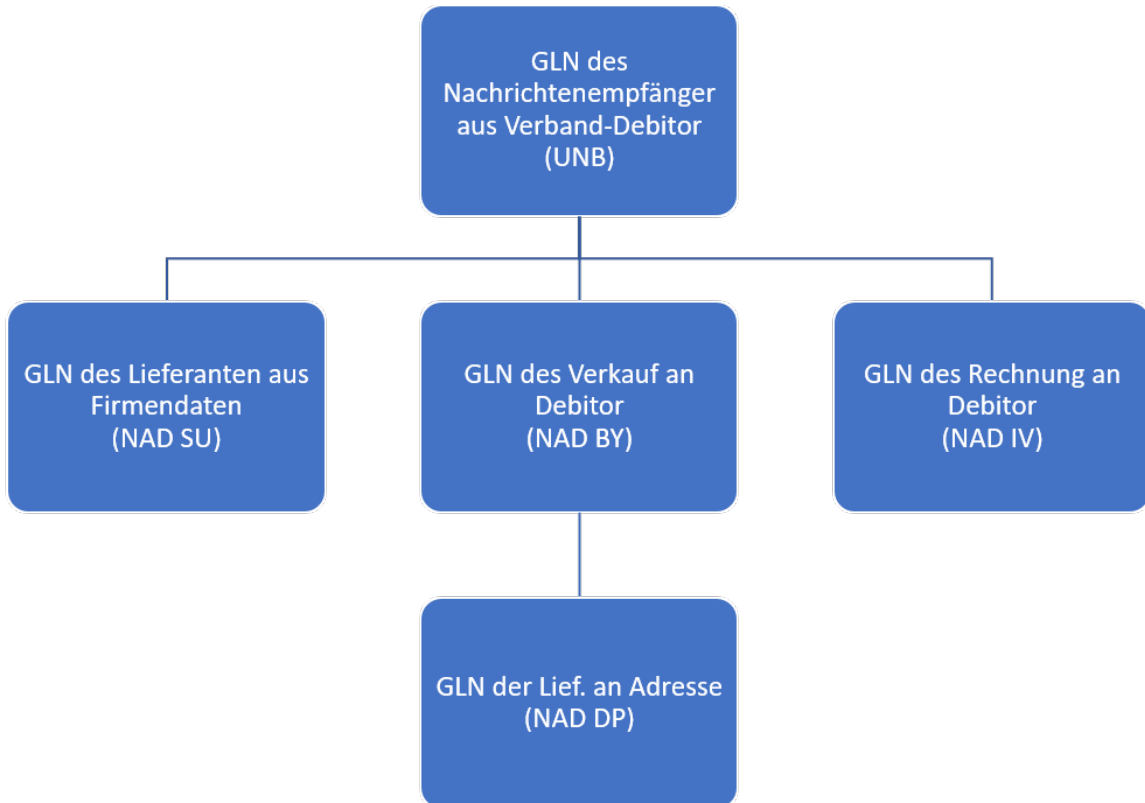 GLN des
Nachrichtenempfänger
aus Verband-Debitor
(UNB)
GLN des Lieferanten aus
Firmendaten
(NAD SU)
GLN des Verkauf an
Debitor
(NAD BY)
GLN des Rechnung an
Debitor
(NAD IV)
GLN der Lief. an Adresse
(NAD DP)